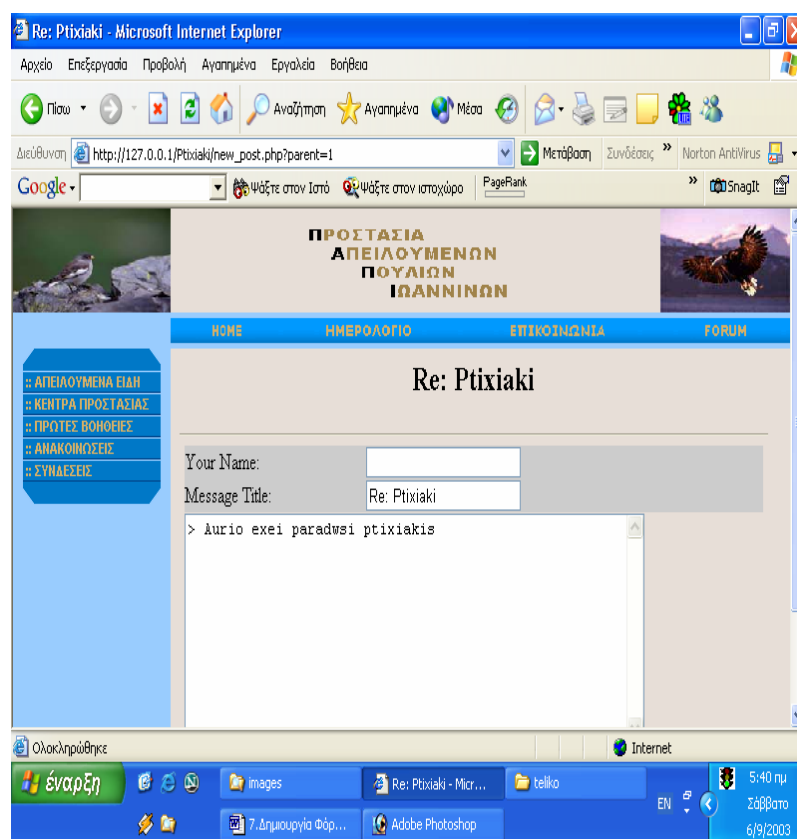 Re: Ptixiaki - Microsoft Internet Explorer
Αρχείο Επεξεργασία Προβολή Αγαπημένα Εργαλεία Βοήθεια
Πίσω Αναζήτηση Αγαπημένα Μέσα
Διεύθυνση http://127.0.0.1/Ptixiaki/new_post.php?parent=1 Μετάβαση Συνδέσεις » Norton AntiVirus
Google Ψάξτε στον Ιστό Ψάξτε στον ιστοχώρο PageRank » SnagIt
ΠΡΟΣΤΑΣΙΑ
ΑΠΕΙΛΟΥΜΕΝΩΝ
ΠΟΥΛΙΩΝ
ΙΩΑΝΝΙΝΩΝ
HOME ΗΜΕΡΟΛΟΓΙΟ ΕΠΙΚΟΙΝΩΝΙΑ FORUM
:: ΑΠΕΙΛΟΥΜΕΝΑ ΕΙΔΗ
:: ΚΕΝΤΡΑ ΠΡΟΣΤΑΣΙΑΣ
:: ΠΡΩΤΕΣ ΒΟΗΘΕΙΕΣ
:: ΑΝΑΚΟΙΝΩΣΕΙΣ
:: ΣΥΝΔΕΣΕΙΣ
Re: Ptixiaki
Your Name:
Message Title: Re: Ptixiaki
> Aurio exei paradwsi ptixiakis
Ολοκληρώθηκε Internet
έναρξη images Re: Ptixiaki - Micr... teliko
7.Δημιουργία Φόρ... Adobe Photoshop
EN
5:40 πμ
Σάββατο
6/9/2003